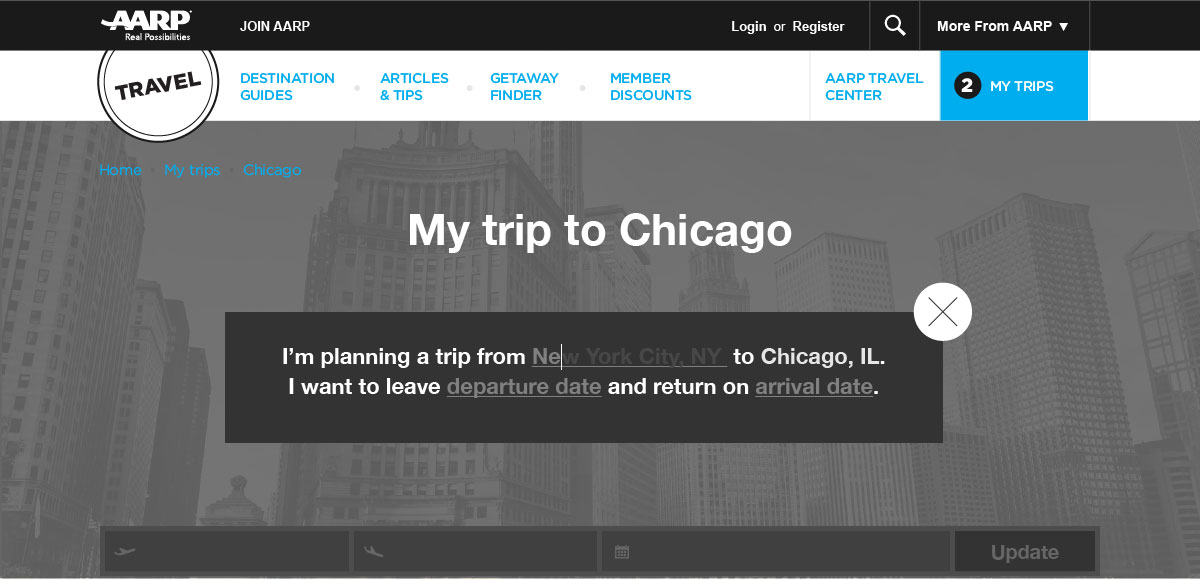 AARP
Real Possibilities
JOIN AARP
Login or Register
More From AARP ▼
TRAVEL
DESTINATION
GUIDES
ARTICLES
& TIPS
GETAWAY
FINDER
MEMBER
DISCOUNTS
AARP TRAVEL
CENTER
2 MY TRIPS
Home · My trips · Chicago
My trip to Chicago
I’m planning a trip from New York City, NY to Chicago, IL.
I want to leave departure date and return on arrival date.
Update